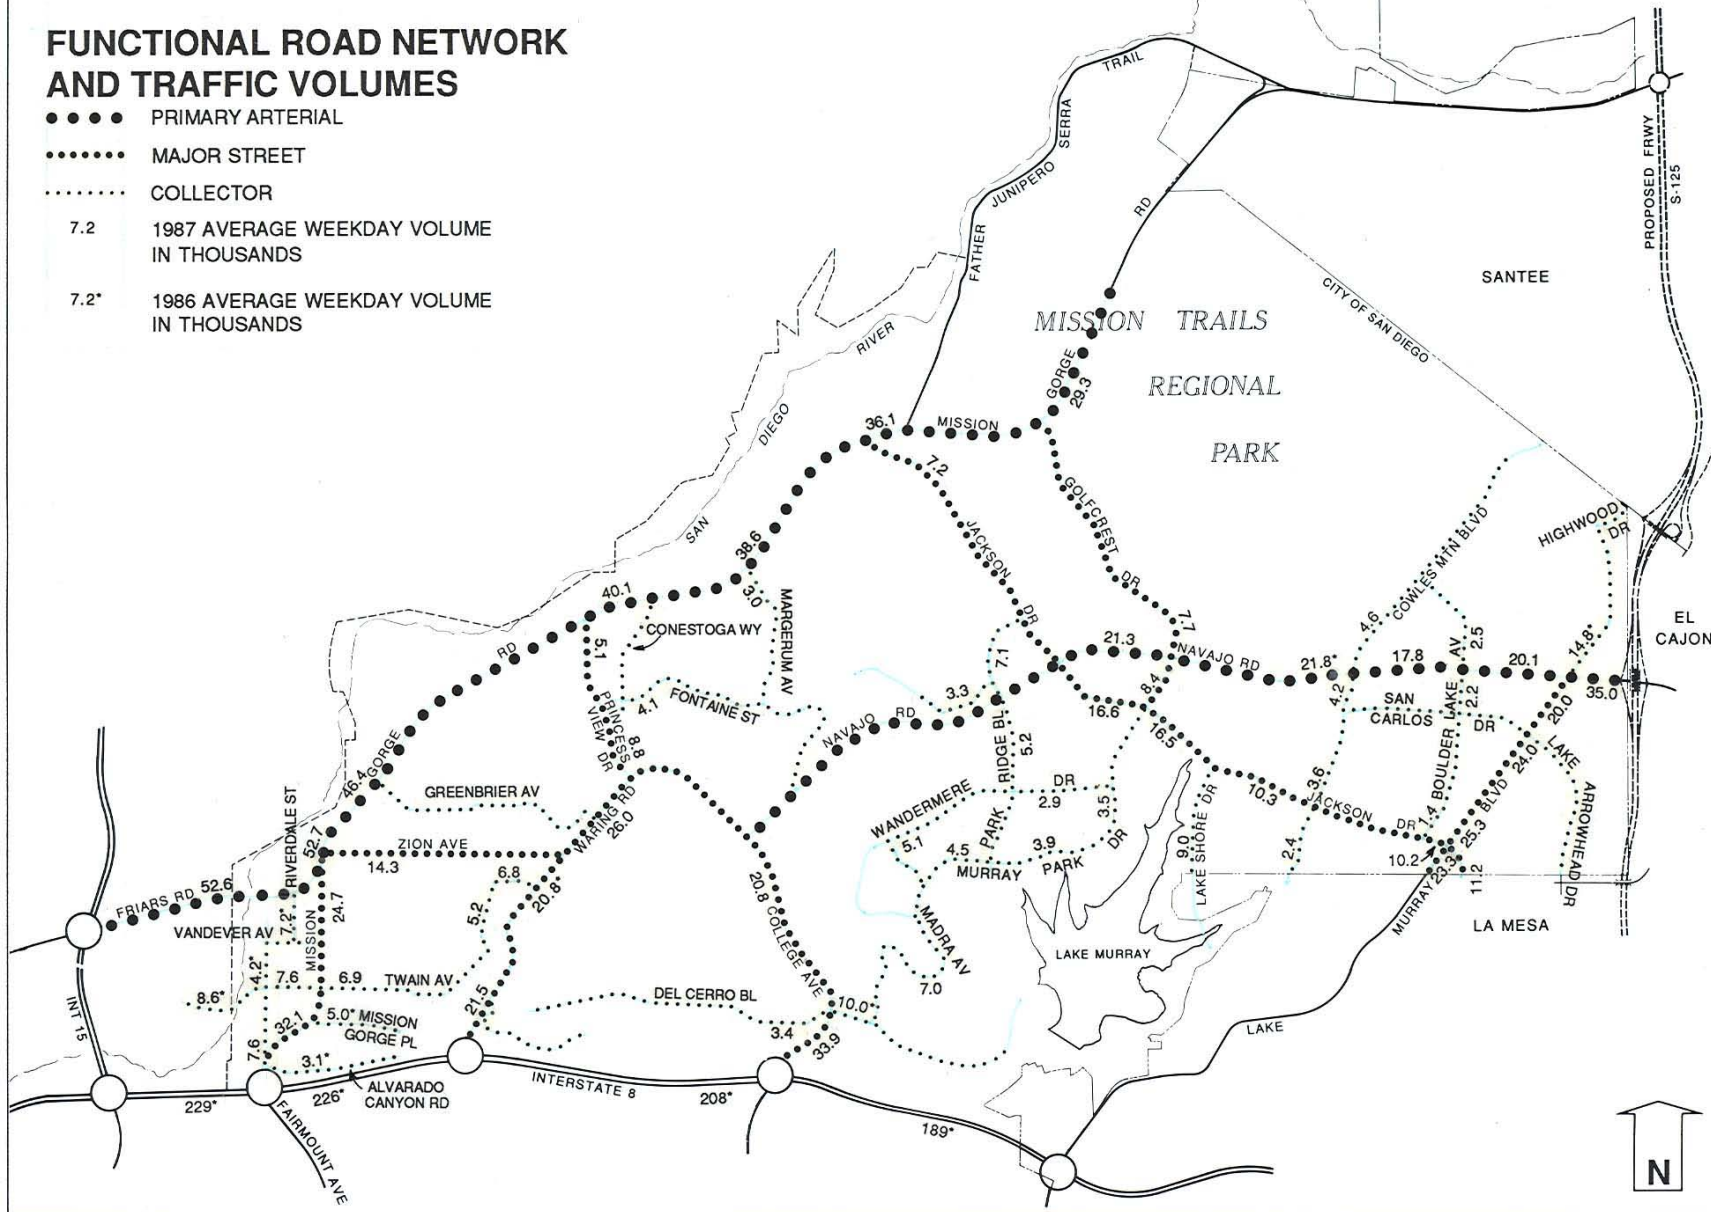 FUNCTIONAL ROAD NETWORK
AND TRAFFIC VOLUMES
PRIMARY ARTERIAL
MAJOR STREET
COLLECTOR
7.2 1987 AVERAGE WEEKDAY VOLUME
IN THOUSANDS
7.2* 1986 AVERAGE WEEKDAY VOLUME
IN THOUSANDS
FATHER JUNIPERO SERRA TRAIL
RD
PROPOSED FRWY
S-125
SANTEE
CITY OF SAN DIEGO
MISSION TRAILS
REGIONAL
PARK
SAN DIEGO RIVER
GORGE
29.3
36.1
MISSION
7.2
GOLFCREST DR
JACKSON DR
HIGHWOOD
DR
COWLES MTN BLVD
38.6
40.1
3.0
MARGERUM AV
CONESTOGA WY
5.1
RD
7.1
21.3
7.7
NAVAJO RD
4.6
21.8*
17.8
2.5
20.1
14.8*
EL
CAJON
35.0
PRINCESS
VIEW DR
4.1
FONTAINE ST
8.8
NAVAJO RD
3.3
8.4
16.6
16.5
4.2
SAN
CARLOS DR
2.2
BOULDER LAKE AV
20.0
24.0
LAKE
ARROWHEAD DR
GORGE
46.4
GREENBRIER AV
WARING RD
26.0
RIDGE BL
5.2
WANDERMERE DR
2.9
3.5
PARK
10.3
3.6
JACKSON DR
1.4
BLVD
25.3
RIVERDALE ST
52.7
ZION AVE
14.3
5.1
4.5
3.9
MURRAY PARK DR
9.0
LAKE SHORE DR
2.4
10.2
23.3
11.2
MURRAY
FRIARS RD 52.6
24.7
6.8
20.8
20.8
COLLEGE AVE
VANDEVER AV
7.2*
MISSION
5.2
MADRA AV
LA MESA
LAKE MURRAY
4.2*
7.6
6.9
TWAIN AV
7.0
8.6*
21.5
DEL CERRO BL
10.0*
INT 15
32.1
5.0* MISSION
GORGE PL
3.4
33.9
LAKE
7.6
3.1*
ALVARADO
CANYON RD
INTERSTATE 8
229*
226*
208*
189*
FAIRMOUNT AVE
N